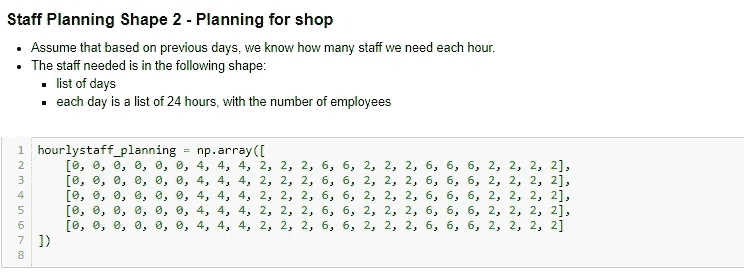 Staff Planning Shape 2 - Planning for shop
• Assume that based on previous days, we know how many staff we need each hour.
• The staff needed is in the following shape:
▪ list of days
▪ each day is a list of 24 hours, with the number of employees
1 hourlystaff_planning = np.array([
2 [0, 0, 0, 0, 0, 0, 4, 4, 4, 2, 2, 2, 6, 6, 2, 2, 2, 6, 6, 6, 2, 2, 2, 2],
3 [0, 0, 0, 0, 0, 0, 4, 4, 4, 2, 2, 2, 6, 6, 2, 2, 2, 6, 6, 6, 2, 2, 2, 2],
4 [0, 0, 0, 0, 0, 0, 4, 4, 4, 2, 2, 2, 6, 6, 2, 2, 2, 6, 6, 6, 2, 2, 2, 2],
5 [0, 0, 0, 0, 0, 0, 4, 4, 4, 2, 2, 2, 6, 6, 2, 2, 2, 6, 6, 6, 2, 2, 2, 2],
6 [0, 0, 0, 0, 0, 0, 4, 4, 4, 2, 2, 2, 6, 6, 2, 2, 2, 6, 6, 6, 2, 2, 2, 2]
7 ])
8